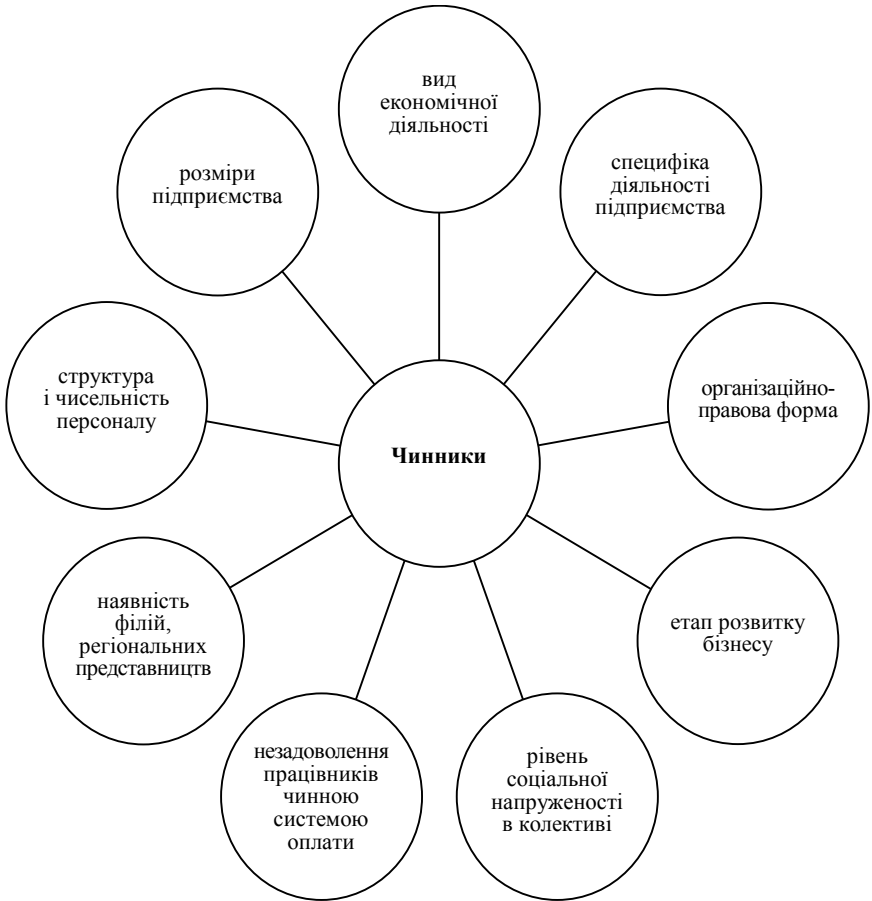 вид
економічної
діяльності
специфіка
діяльності
підприємства
організаційно-
правова форма
етап розвитку
бізнесу
рівень
соціальної
напруженості
в колективі
незадоволення
працівників
чинною
системою
оплати
наявність
філій,
регіональних
представництв
структура
і чисельність
персоналу
розміри
підприємства
Чинники